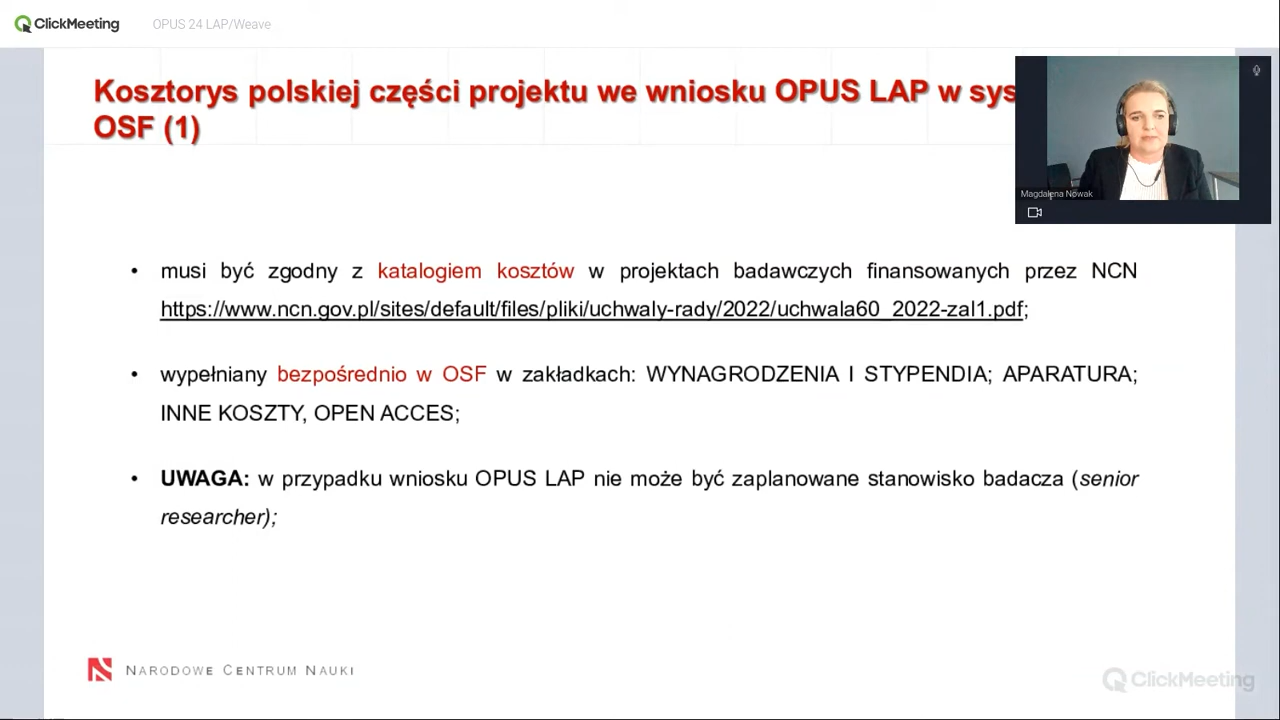 ClickMeeting
OPUS 24 LAP/Weave
Kosztorys polskiej części projektu we wniosku OPUS LAP w sys
OSF (1)
Magdalena Nowak
• musi być zgodny z katalogiem kosztów w projektach badawczych finansowanych przez NCN
https://www.ncn.gov.pl/sites/default/files/pliki/uchwaly-rady/2022/uchwala60_2022-zal1.pdf;
• wypełniany bezpośrednio w OSF w zakładkach: WYNAGRODZENIA I STYPENDIA; APARATURA;
INNE KOSZTY, OPEN ACCES;
• UWAGA: w przypadku wniosku OPUS LAP nie może być zaplanowane stanowisko badacza (senior
researcher);
NARODOWE CENTRUM NAUKI
ClickMeeting